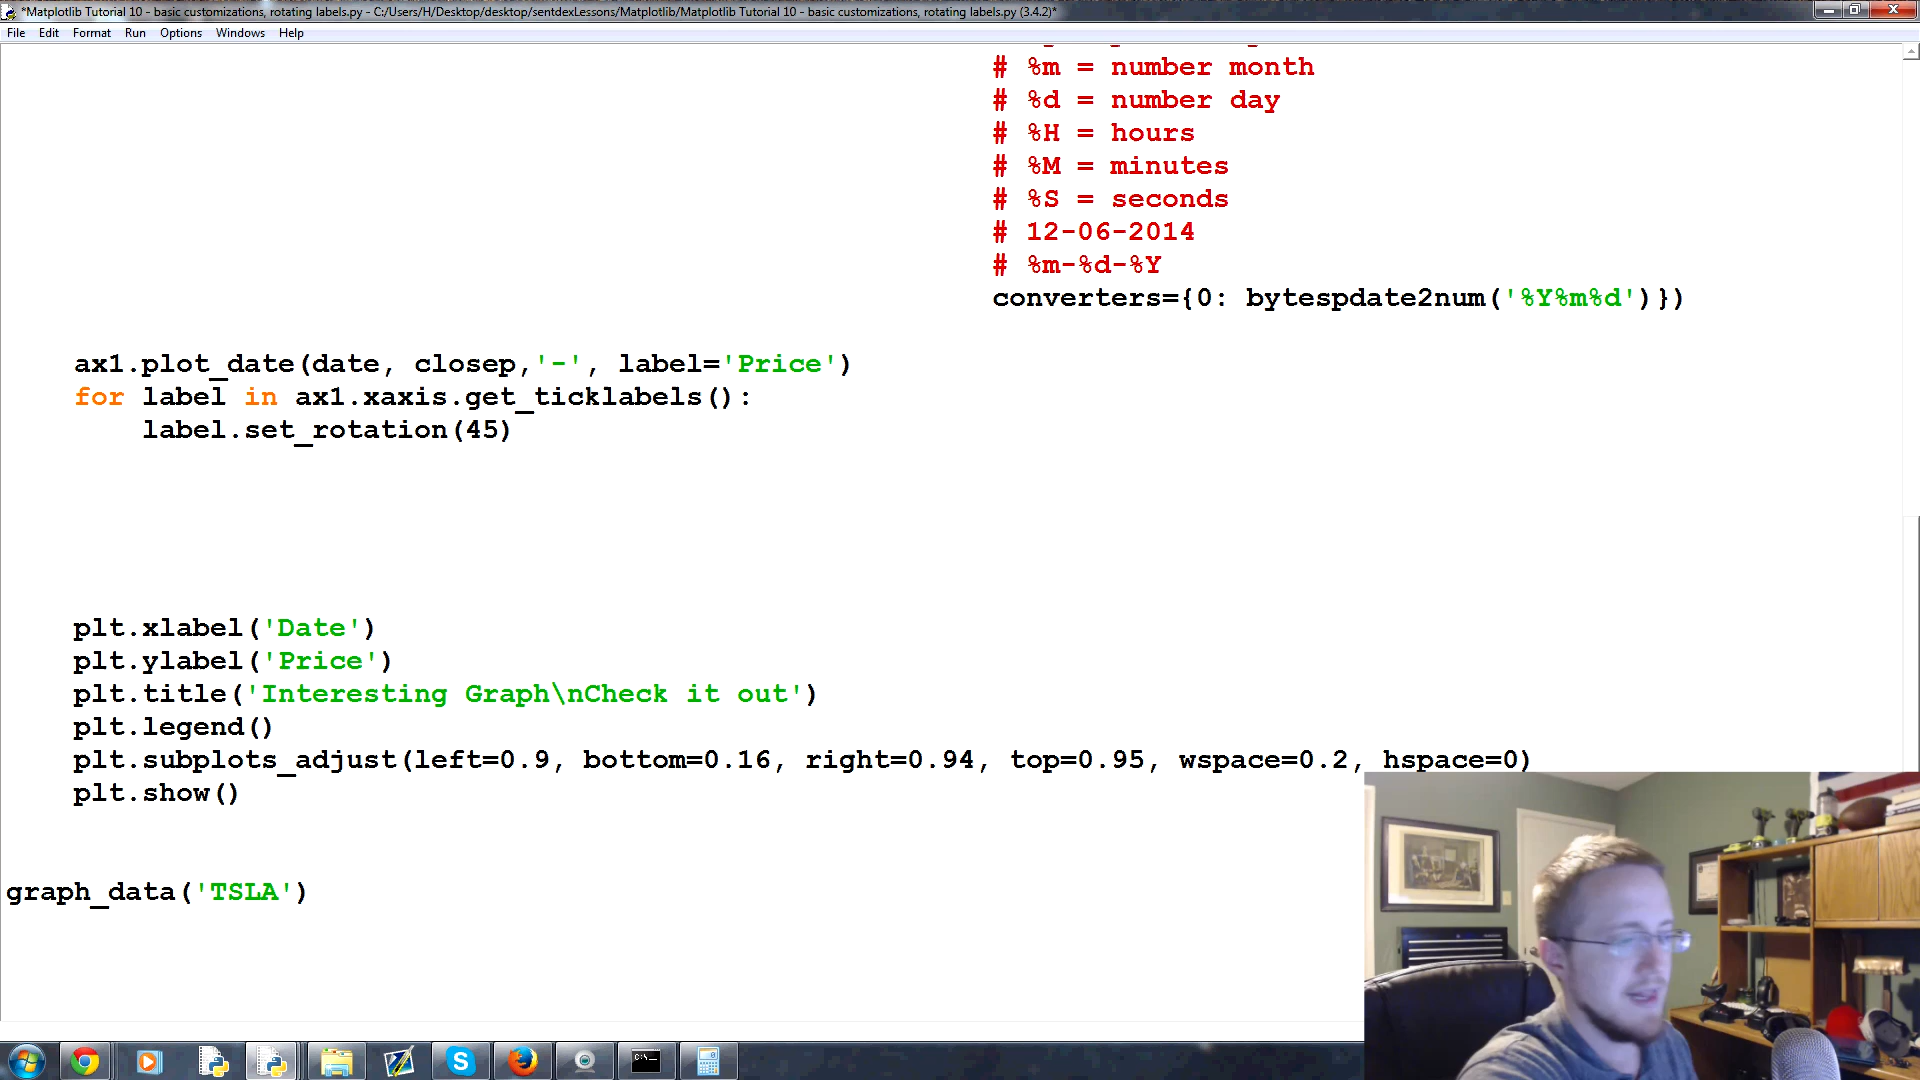 *Matplotlib Tutorial 10 - basic customizations, rotating labels.py - C:/Users/H/Desktop/desktop/sentdexLessons/Matplotlib/Matplotlib Tutorial 10 - basic customizations, rotating labels.py (3.4.2)*
File Edit Format Run Options Windows Help
# %m = number month
# %d = number day
# %H = hours
# %M = minutes
# %S = seconds
# 12-06-2014
# %m-%d-%Y
converters={0: bytespdate2num('%Y%m%d')})
ax1.plot_date(date, closep,'-', label='Price')
for label in ax1.xaxis.get_ticklabels():
label.set_rotation(45)
plt.xlabel('Date')
plt.ylabel('Price')
plt.title('Interesting Graph\nCheck it out')
plt.legend()
plt.subplots_adjust(left=0.9, bottom=0.16, right=0.94, top=0.95, wspace=0.2, hspace=0)
plt.show()
graph_data('TSLA')